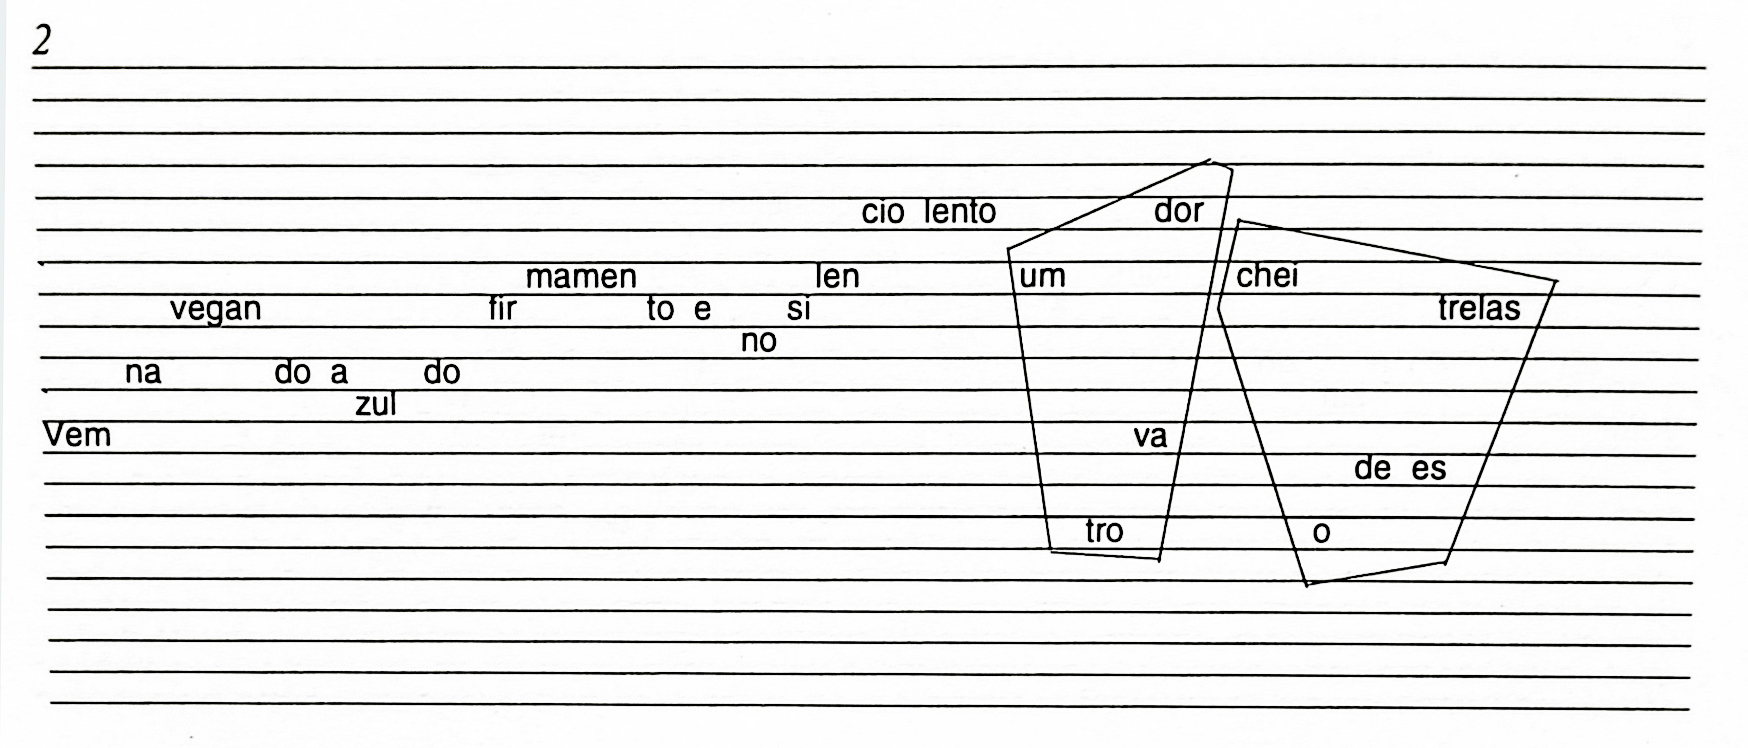 2
cio lento dor
mamen len um chei
vegan fir to e si trelas
no
na do a do
zul
Vem va
de es
tro o